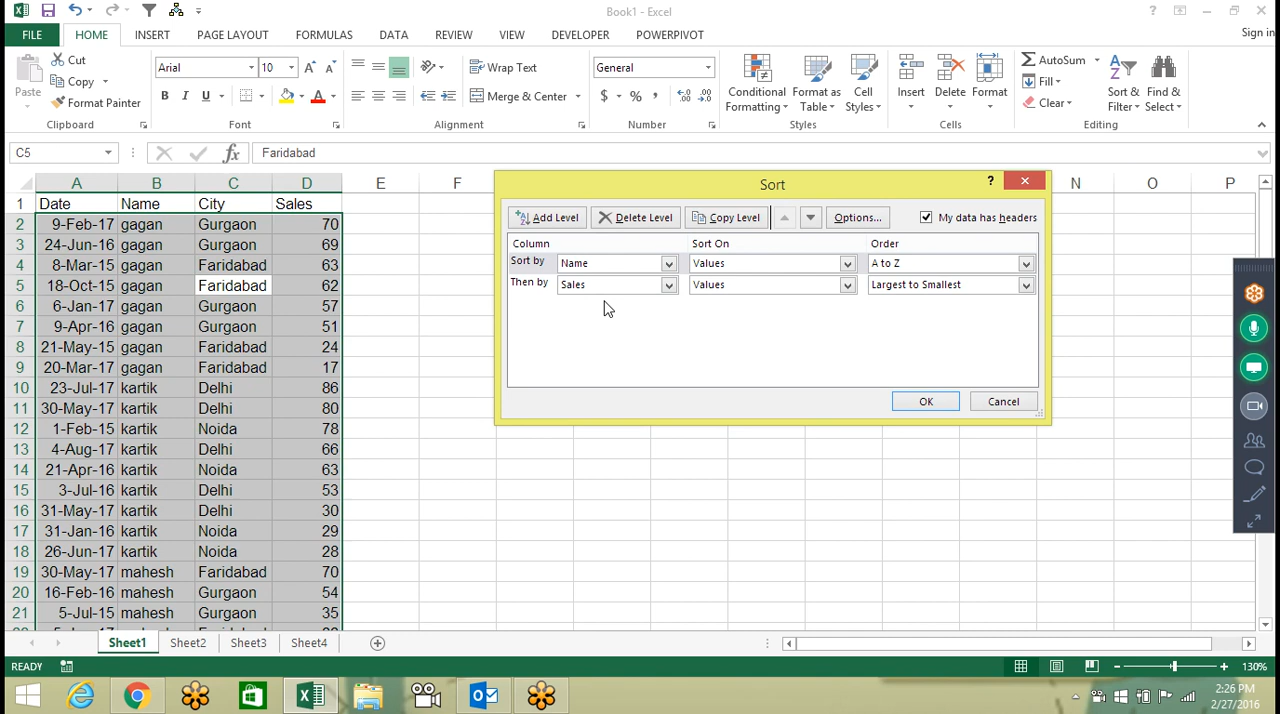 Book1 - Excel
Sign in
FILE HOME INSERT PAGE LAYOUT FORMULAS DATA REVIEW VIEW DEVELOPER POWERPIVOT
Paste
Cut
Copy
Format Painter
Clipboard
Arial 10
B I U
Font
Wrap Text
Merge & Center
Alignment
General
$ % ,
Number
Conditional Formatting
Format as Table
Cell Styles
Styles
Insert Delete Format
Cells
AutoSum
Fill
Clear
Sort & Filter
Find & Select
Editing
C5 fx Faridabad
A B C D E F N O P
1 Date Name City Sales
2 9-Feb-17 gagan Gurgaon 70
3 24-Jun-16 gagan Gurgaon 69
4 8-Mar-15 gagan Faridabad 63
5 18-Oct-15 gagan Faridabad 62
6 6-Jan-17 gagan Gurgaon 57
7 9-Apr-16 gagan Gurgaon 51
8 21-May-15 gagan Faridabad 24
9 20-Mar-17 gagan Faridabad 17
10 23-Jul-17 kartik Delhi 86
11 30-May-17 kartik Delhi 80
12 1-Feb-15 kartik Noida 78
13 4-Aug-17 kartik Delhi 66
14 21-Apr-16 kartik Noida 63
15 3-Jul-16 kartik Delhi 53
16 31-May-17 kartik Delhi 30
17 31-Jan-16 kartik Noida 29
18 26-Jun-17 kartik Noida 28
19 30-May-17 mahesh Faridabad 70
20 16-Feb-16 mahesh Gurgaon 54
21 5-Jul-15 mahesh Gurgaon 35
Sort
? 
Add Level Delete Level Copy Level Options... My data has headers
Column Sort On Order
Sort by Name Values A to Z
Then by Sales Values Largest to Smallest
OK Cancel
Sheet1 Sheet2 Sheet3 Sheet4
READY 130%
2:26 PM
2/27/2016